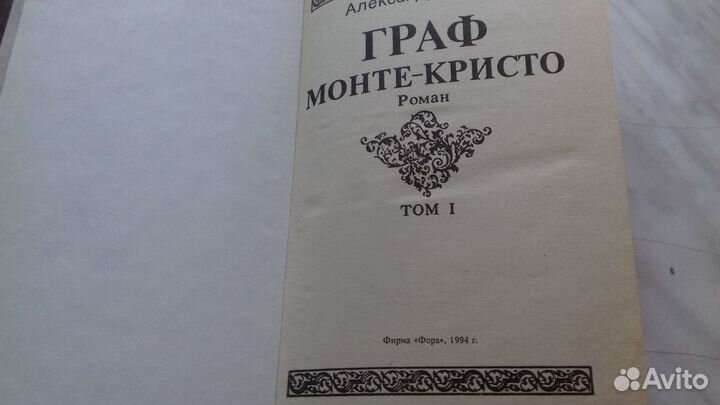 ГРАФ
МОНТЕ-КРИСТО
Роман
ТОМ I
Фирма «Фора», 1994 г.
Avito